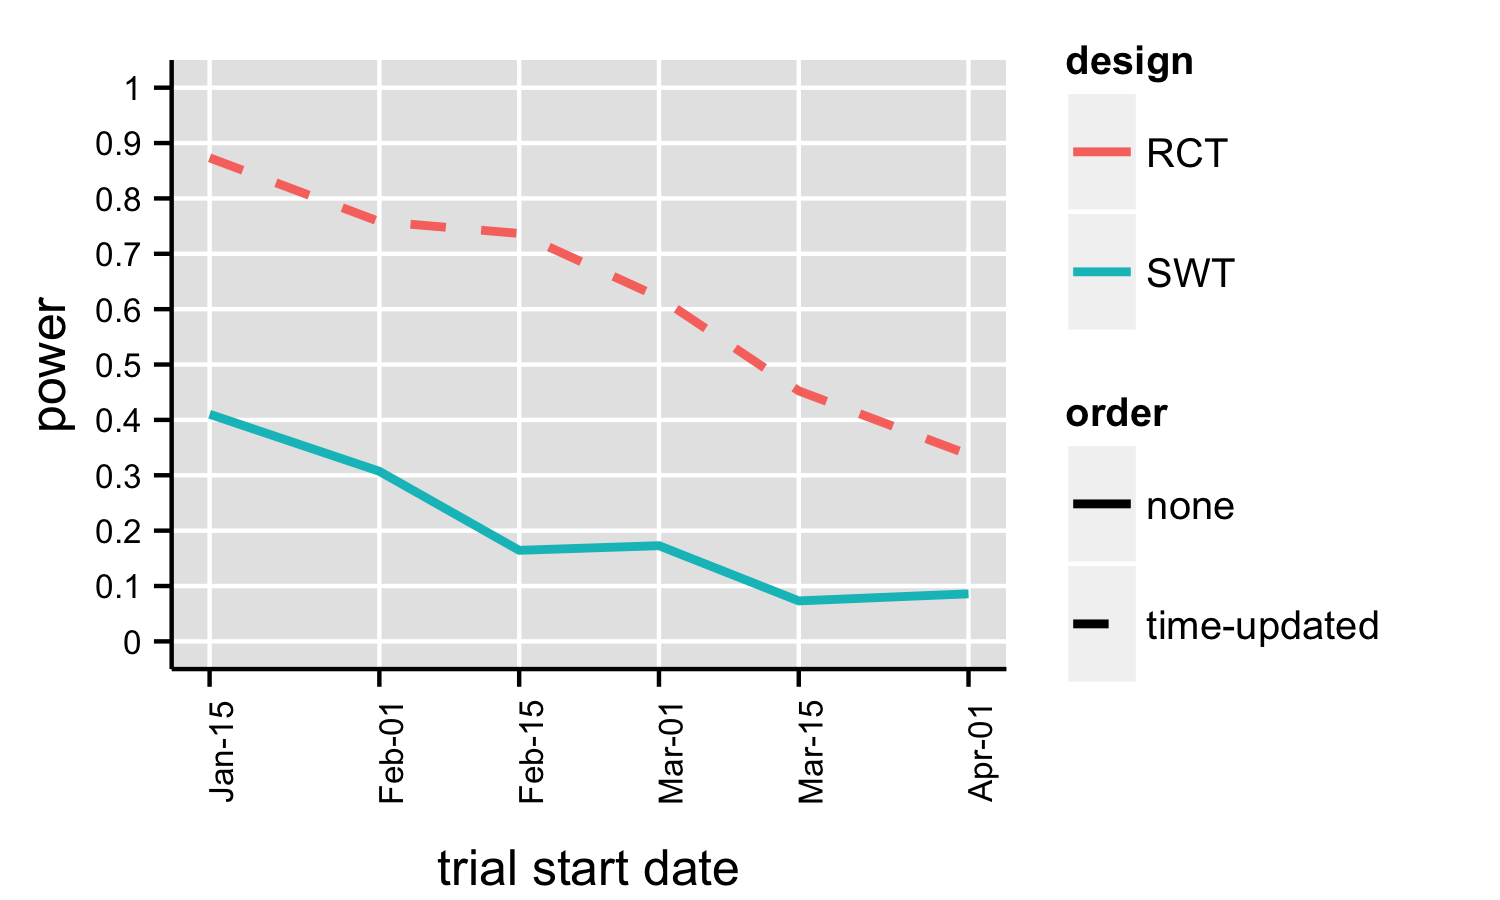 design
RCT
SWT
order
none
time-updated
power
1
0.9
0.8
0.7
0.6
0.5
0.4
0.3
0.2
0.1
0
Jan-15
Feb-01
Feb-15
Mar-01
Mar-15
Apr-01
trial start date